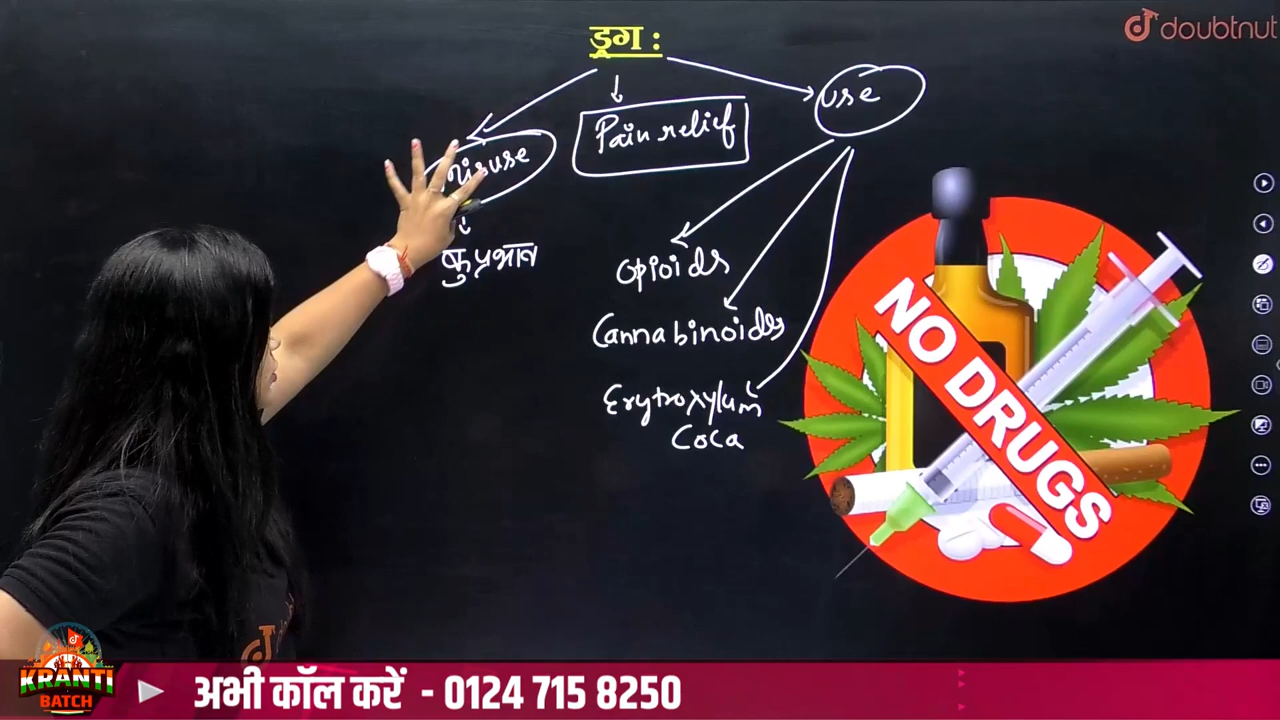 ड्रग :
doubtnut
use
Pain relief
misuse
कुप्रभाव
Opioids
Cannabinoids
Erytroxylum
Coca
NO DRUGS
KRANTI
BATCH
अभी कॉल करें - 0124 715 8250